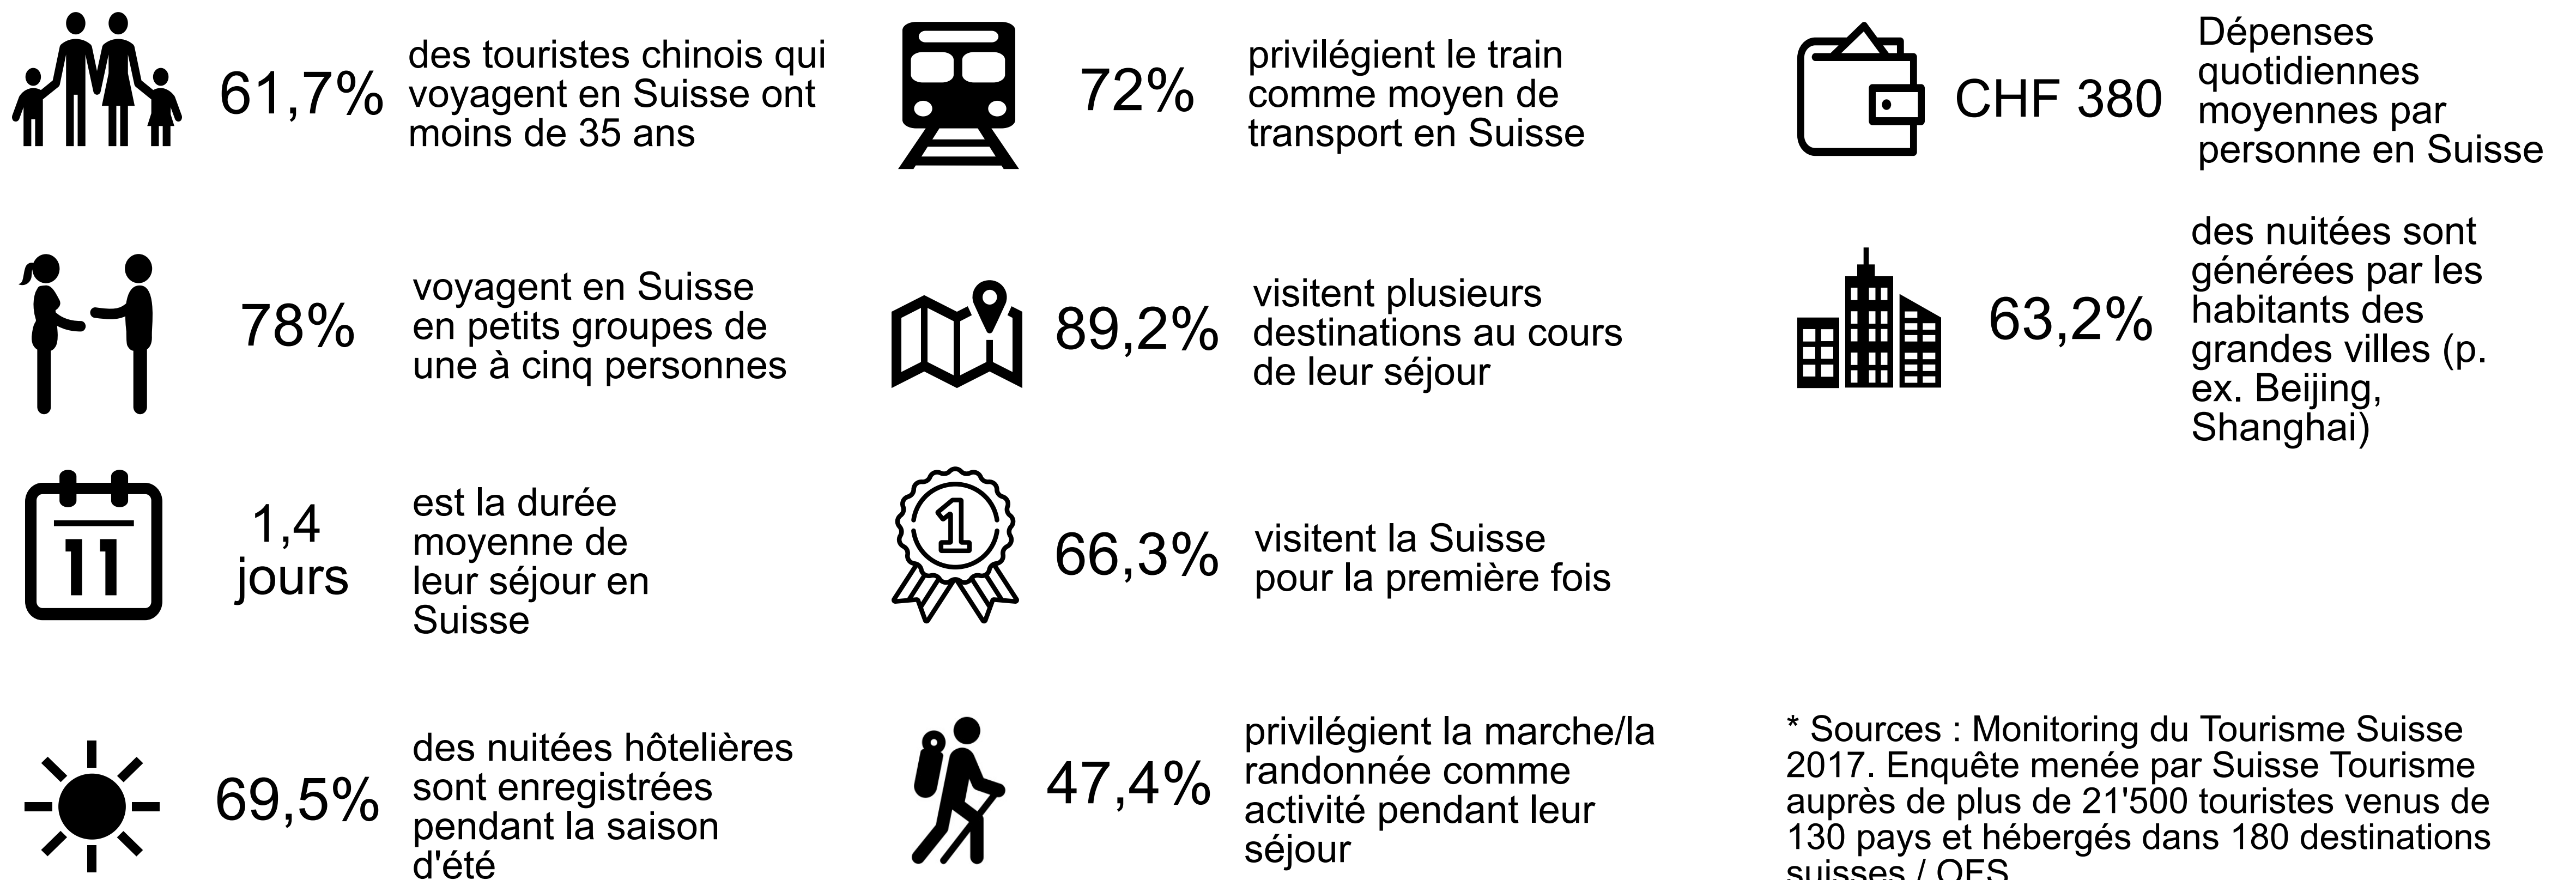 61,7%
des touristes chinois qui
voyagent en Suisse ont
moins de 35 ans
72%
privilégient le train
comme moyen de
transport en Suisse
CHF 380
Dépenses
quotidiennes
moyennes par
personne en Suisse
78%
voyagent en Suisse
en petits groupes de
une à cinq personnes
89,2%
visitent plusieurs
destinations au cours
de leur séjour
63,2%
des nuitées sont
générées par les
habitants des
grandes villes (p.
ex. Beijing,
Shanghai)
11
1,4
jours
est la durée
moyenne de
leur séjour en
Suisse
1
66,3%
visitent la Suisse
pour la première fois
69,5%
des nuitées hôtelières
sont enregistrées
pendant la saison
d'été
47,4%
privilégient la marche/la
randonnée comme
activité pendant leur
séjour
* Sources : Monitoring du Tourisme Suisse
2017. Enquête menée par Suisse Tourisme
auprès de plus de 21'500 touristes venus de
130 pays et hébergés dans 180 destinations
suisses / OFS